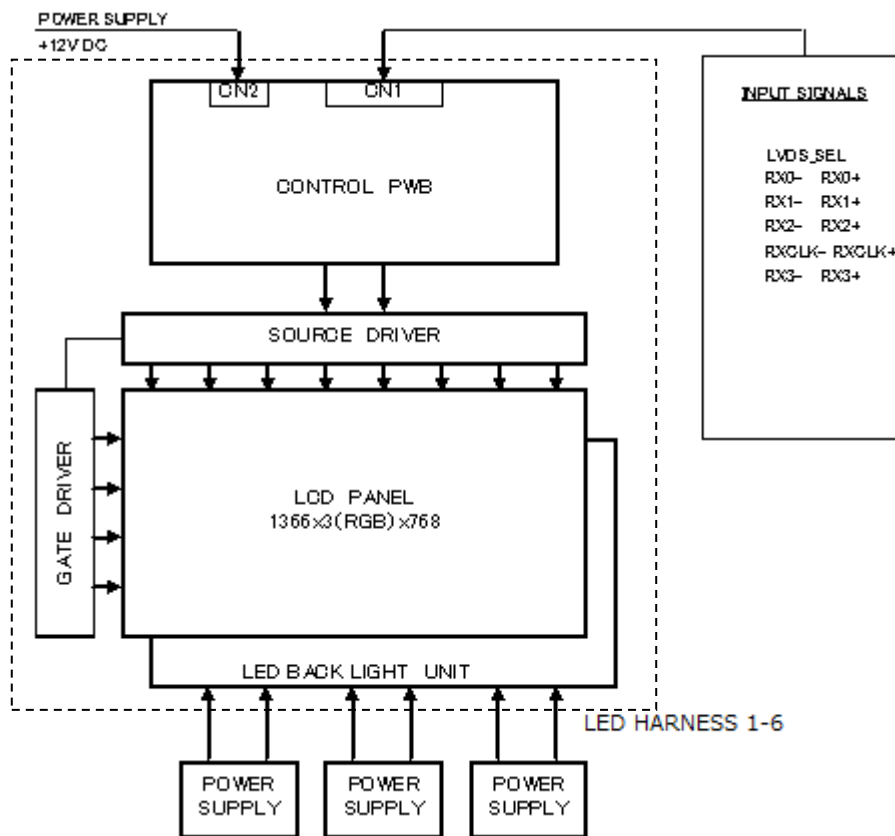 POWER SUPPLY
+12V DC
CN2
CN1
CONTROL PWB
INPUT SIGNALS
LVDS_SEL
RX0- RX0+
RX1- RX1+
RX2- RX2+
RXCLK- RXCLK+
RX3- RX3+
SOURCE DRIVER
GATE DRIVER
LCD PANEL
1366x3(RGB)x768
LED BACK LIGHT UNIT
LED HARNESS 1-6
POWER
SUPPLY
POWER
SUPPLY
POWER
SUPPLY